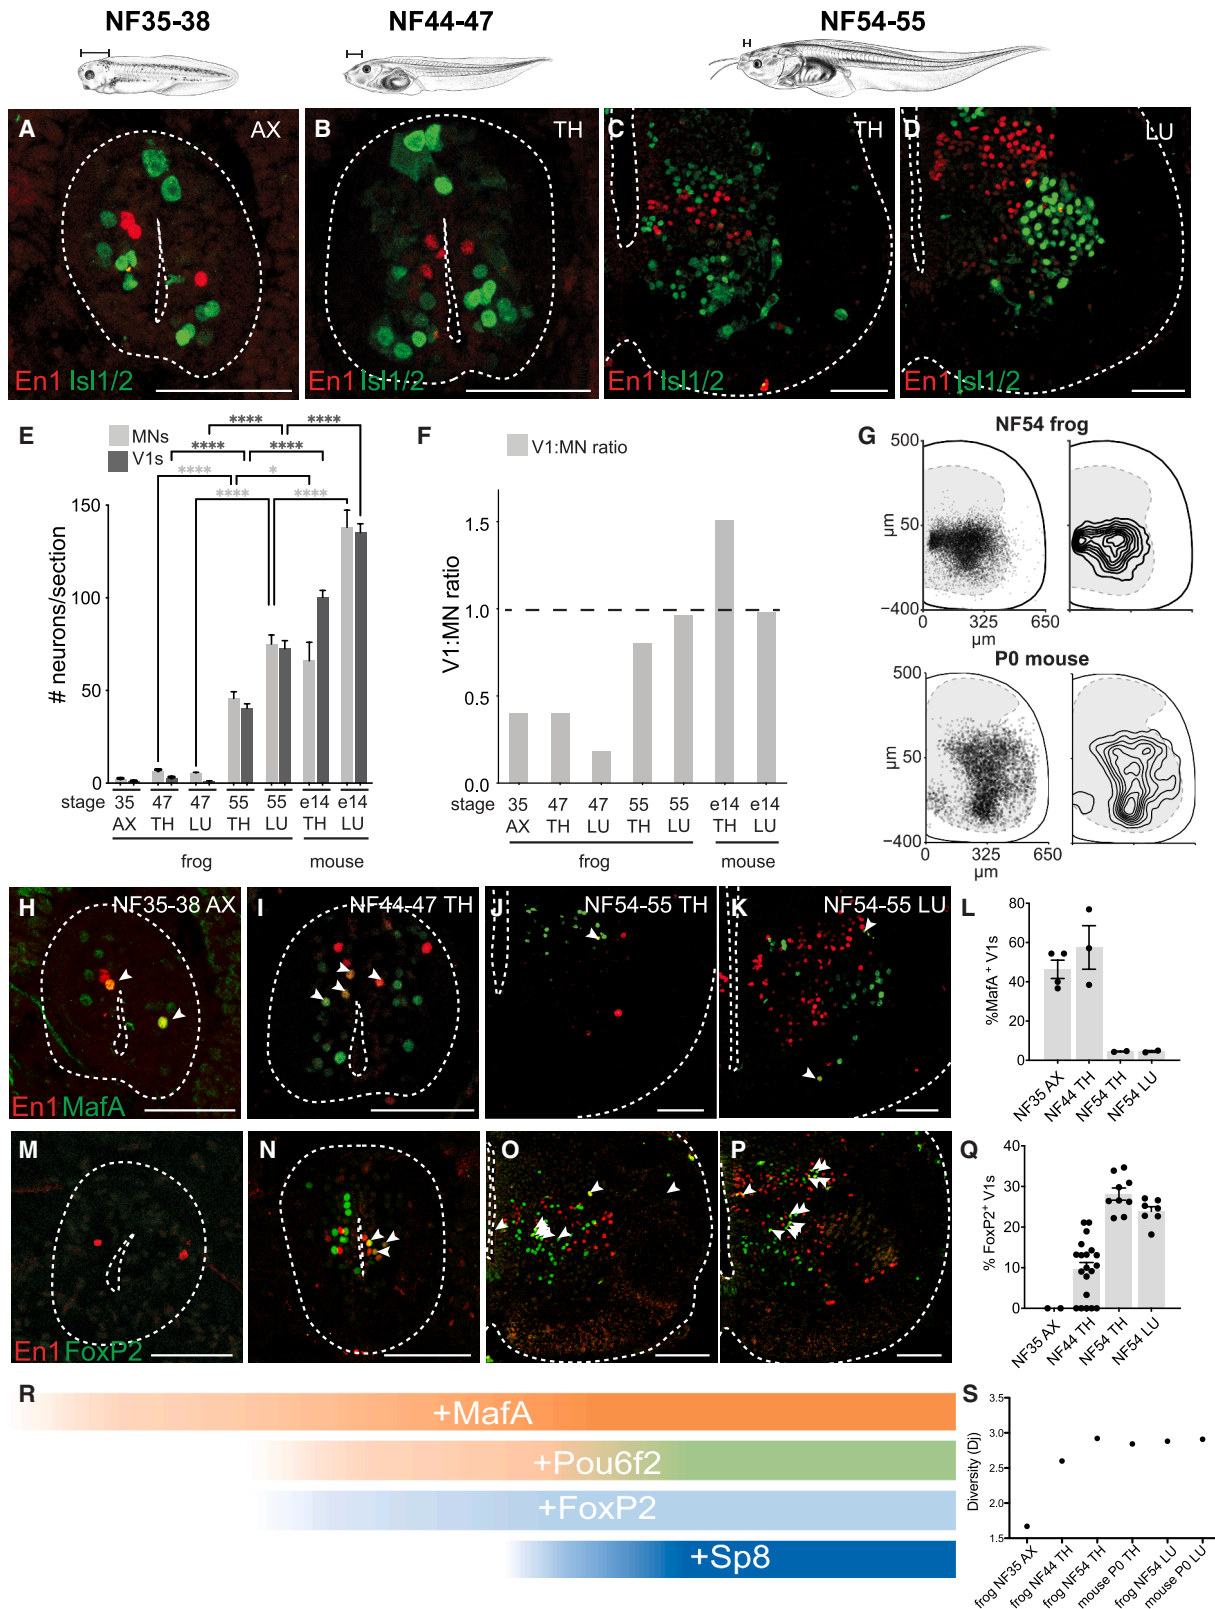 NF35-38
NF44-47
NF54-55
A
AX
En1 Isl1/2
B
TH
En1 Isl1/2
C
TH
En1 Isl1/2
D
LU
En1 Isl1/2
E
MNs
V1s
****
****
****
****
****
*
****
****
# neurons/section
150
100
50
0
stage
35
47
47
55
55
e14
e14
AX
TH
LU
TH
LU
TH
LU
frog
mouse
F
V1:MN ratio
V1:MN ratio
1.5
1.0
0.5
0.0
stage
35
47
47
55
55
e14
e14
AX
TH
LU
TH
LU
TH
LU
frog
mouse
G
NF54 frog
500
µm
50
−400
0
325
650
µm
P0 mouse
500
µm
50
−400
0
325
650
µm
H
NF35-38 AX
En1 MafA
I
NF44-47 TH
J
NF54-55 TH
K
NF54-55 LU
L
%MafA+ V1s
80
60
40
20
0
NF35 AX
NF44 TH
NF54 TH
NF54 LU
M
En1 FoxP2
N
O
P
Q
% FoxP2+ V1s
40
30
20
10
0
NF35 AX
NF44 TH
NF54 TH
NF54 LU
R
+MafA
+Pou6f2
+FoxP2
+Sp8
S
Diversity (Dj)
3.5
3.0
2.5
2.0
1.5
frog NF35 AX
frog NF44 TH
frog NF54 TH
mouse P0 TH
frog NF54 LU
mouse P0 LU